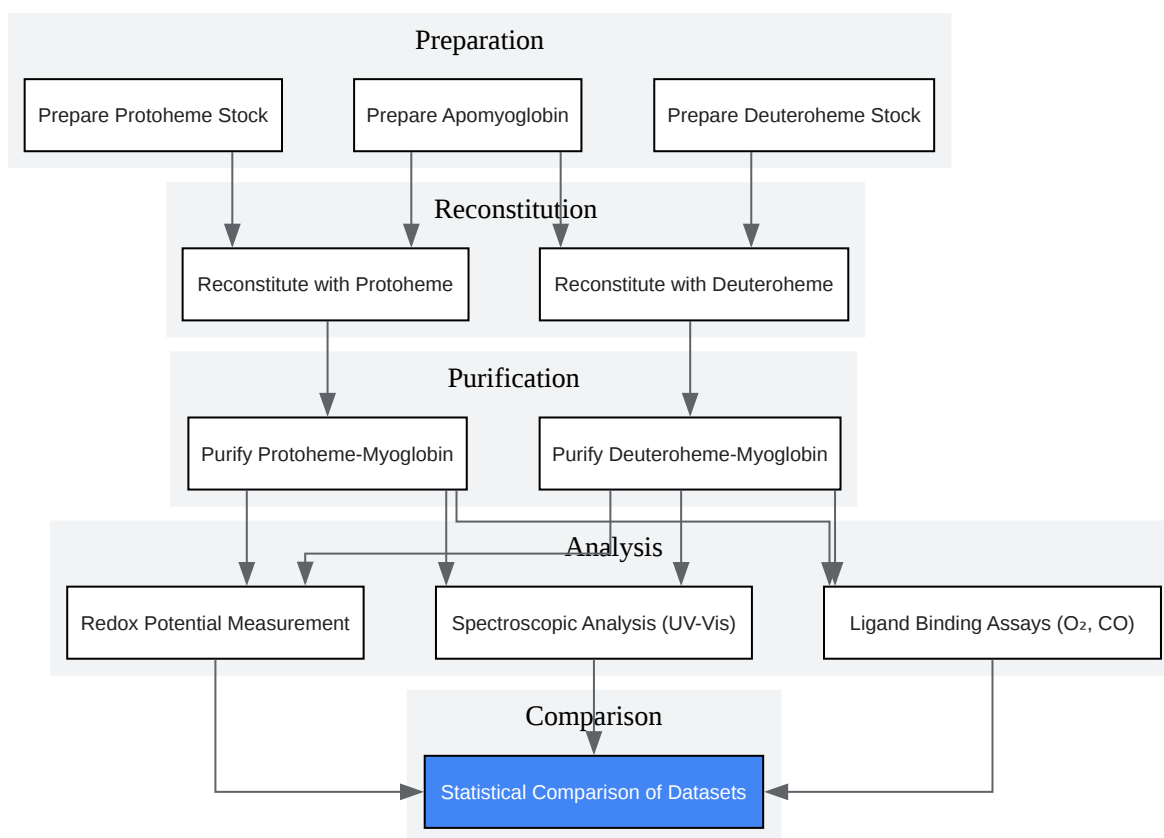 Preparation
Prepare Protoheme Stock
Prepare Apomyoglobin
Prepare Deuteroheme Stock
Reconstitution
Reconstitute with Protoheme
Reconstitute with Deuteroheme
Purification
Purify Protoheme-Myoglobin
Purify Deuteroheme-Myoglobin
Analysis
Redox Potential Measurement
Spectroscopic Analysis (UV-Vis)
Ligand Binding Assays (O₂, CO)
Comparison
Statistical Comparison of Datasets